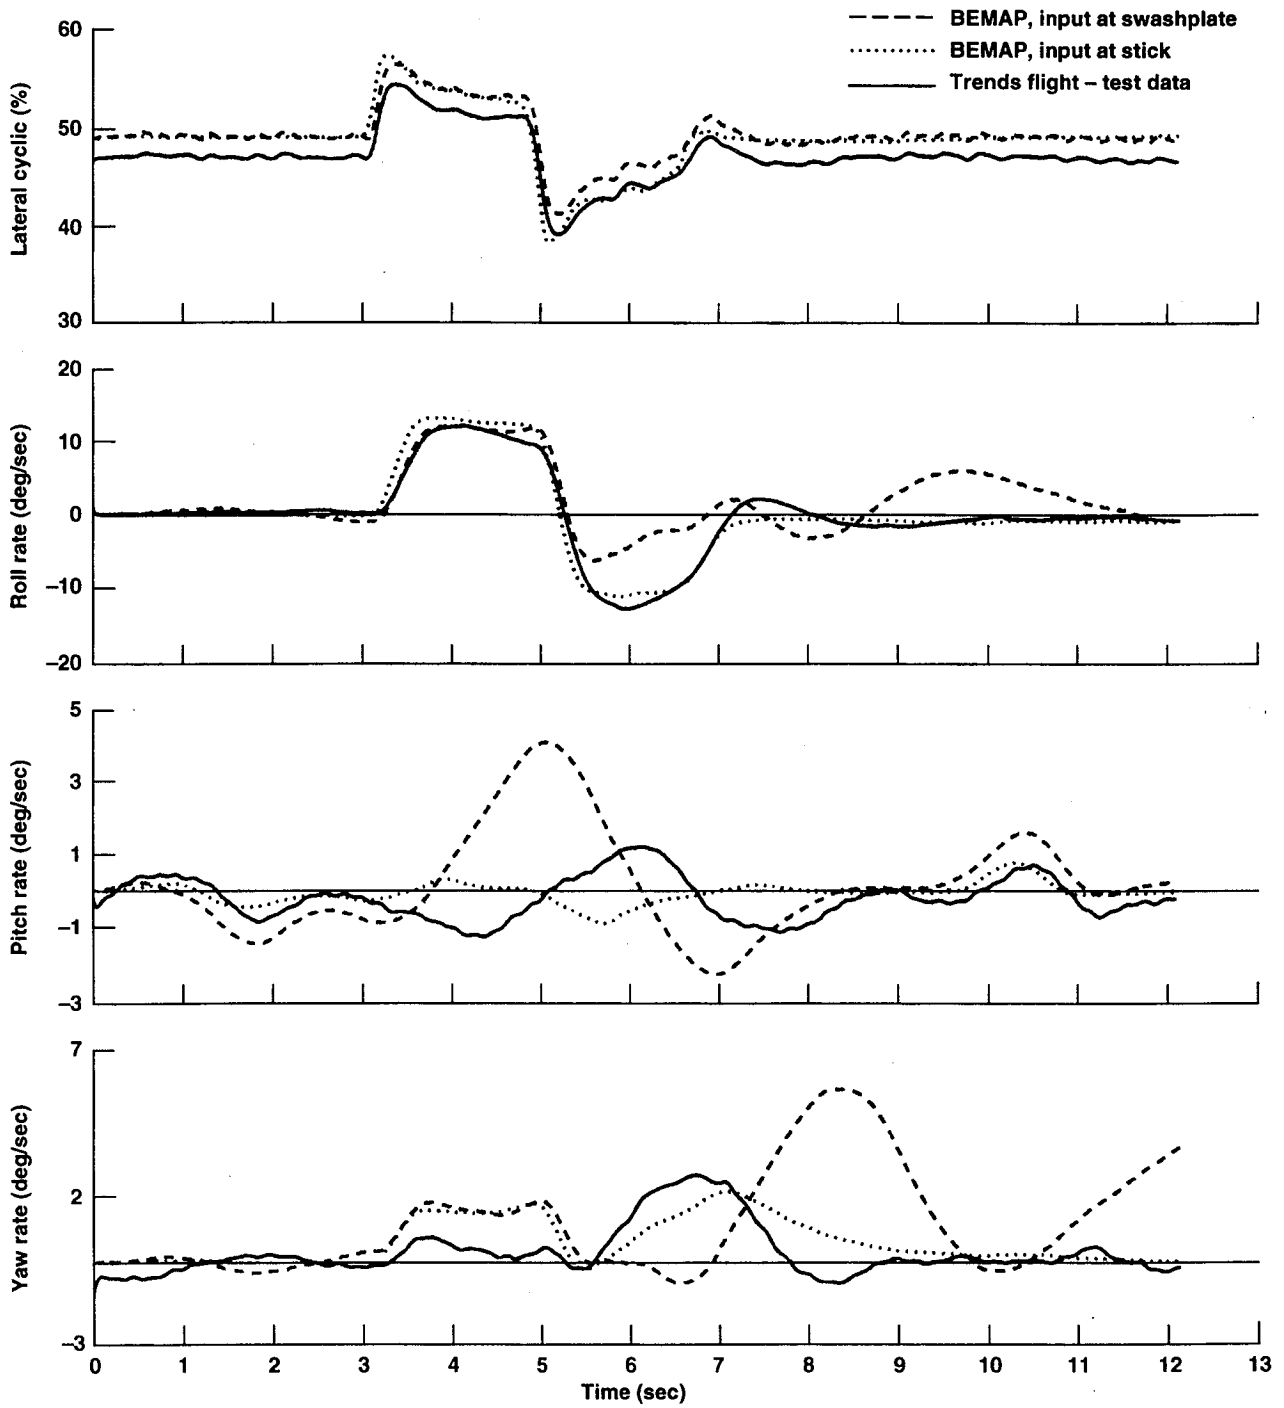 BEMAP, input at swashplate
BEMAP, input at stick
Trends flight – test data
Lateral cyclic (%)
60
50
40
30
Roll rate (deg/sec)
20
10
0
–10
–20
Pitch rate (deg/sec)
5
3
1
–1
–3
Yaw rate (deg/sec)
7
2
–3
0 1 2 3 4 5 6 7 8 9 10 11 12 13
Time (sec)